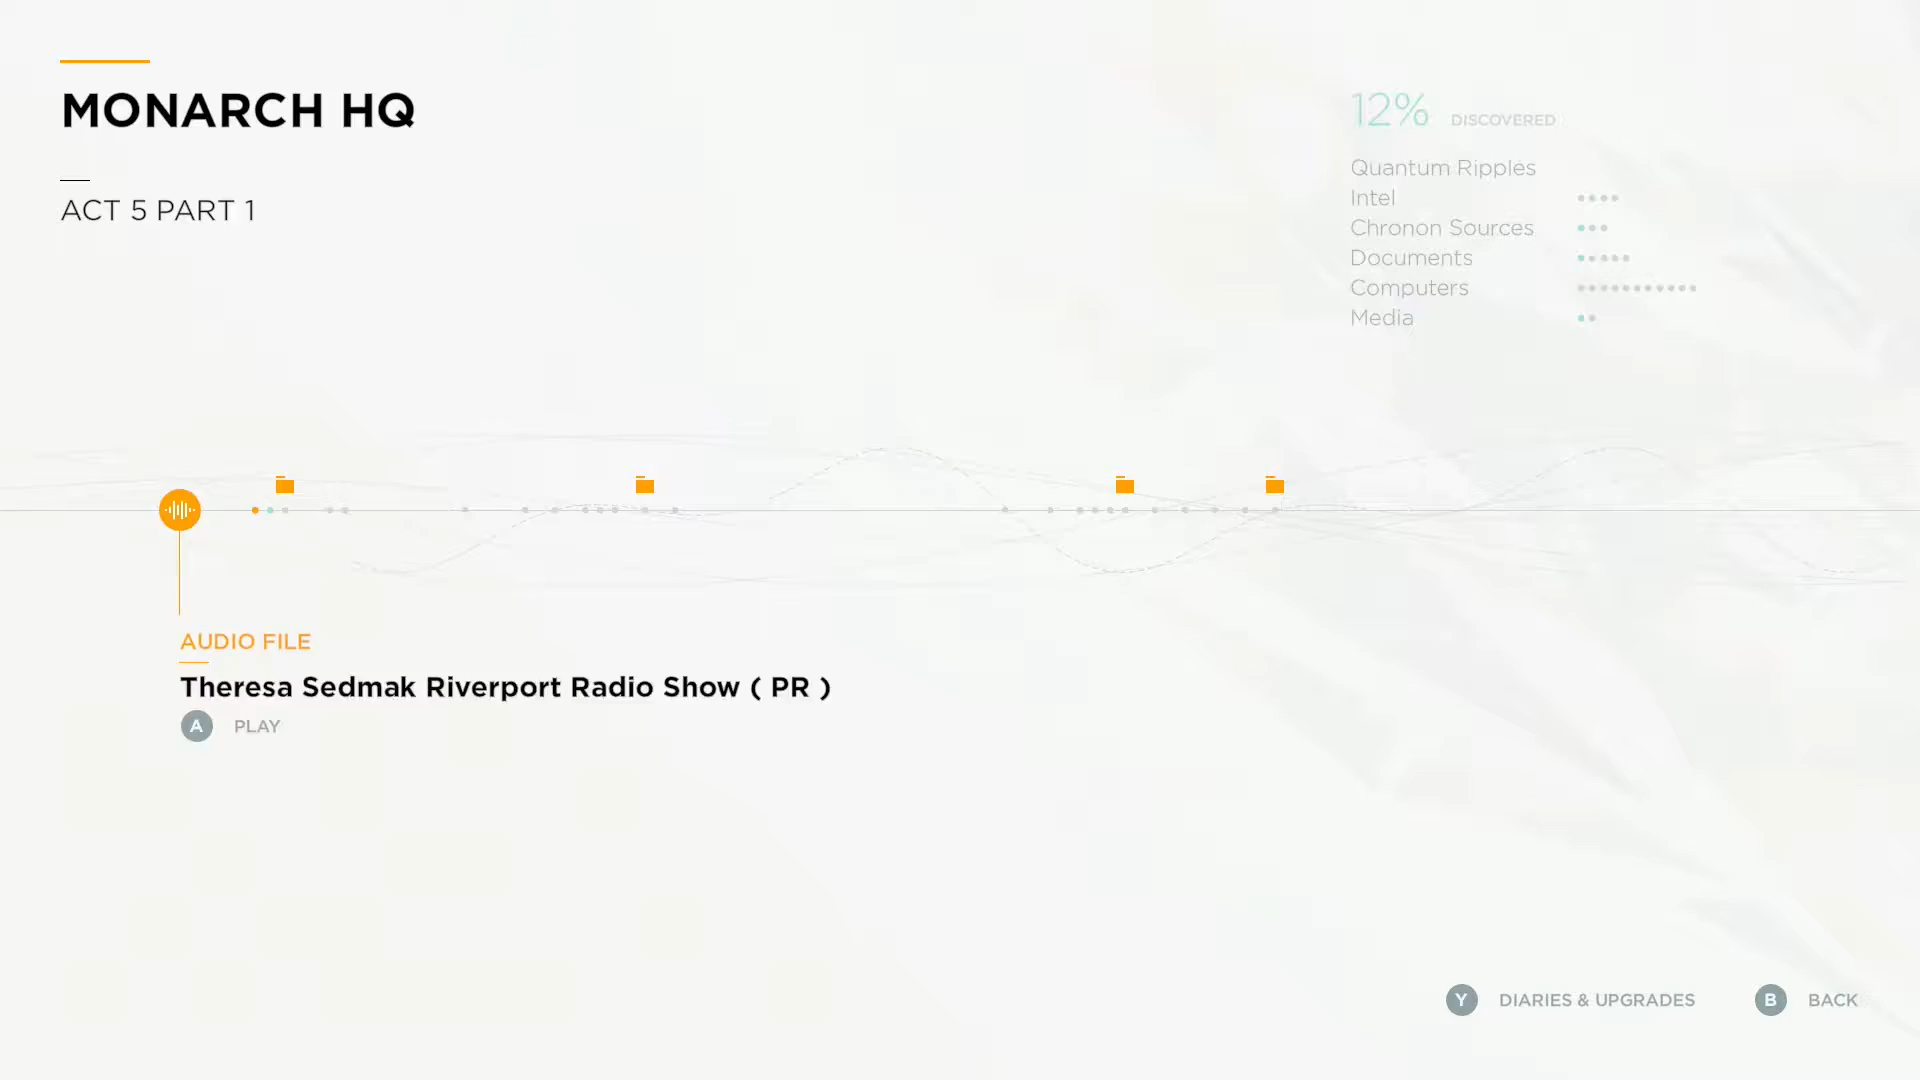 MONARCH HQ
ACT 5 PART 1
12% DISCOVERED
Quantum Ripples
Intel
Chronon Sources
Documents
Computers
Media
AUDIO FILE
Theresa Sedmak Riverport Radio Show ( PR )
A PLAY
Y DIARIES & UPGRADES B BACK